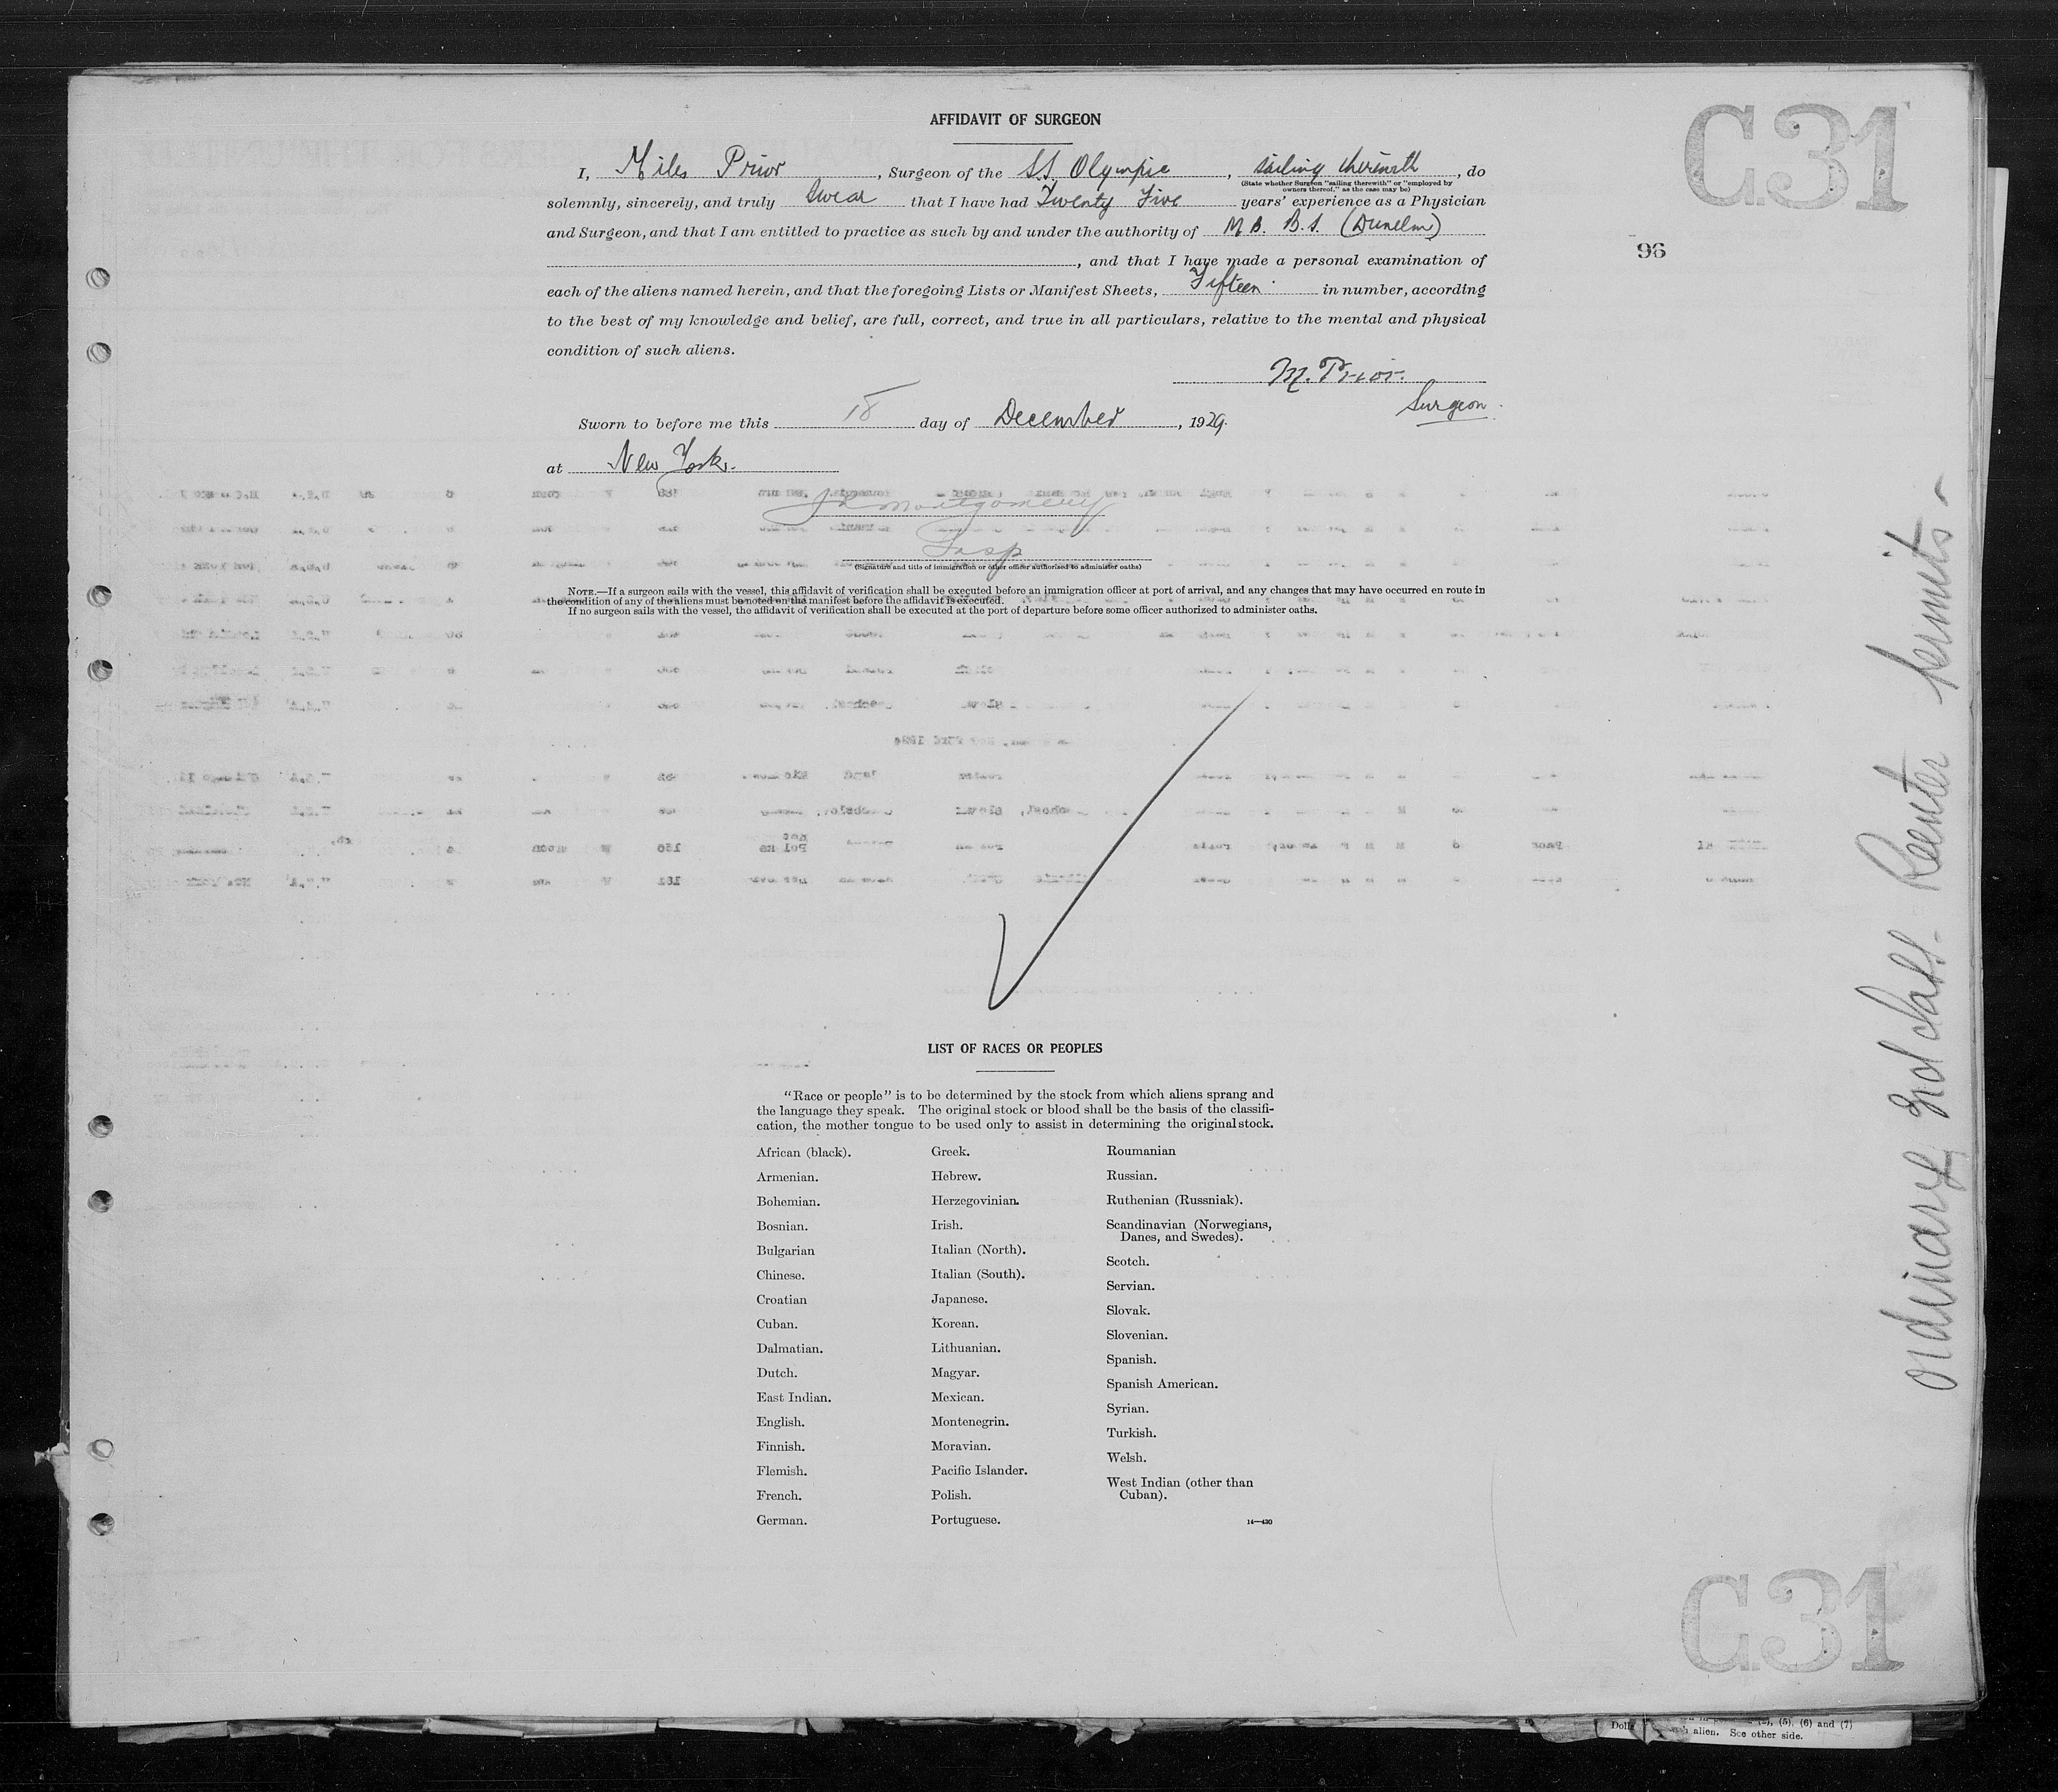 AFFIDAVIT OF SURGEON
C.31
I, Miles Prior, Surgeon of the S.S. Olympic, sailing therewith, do
(State whether Surgeon "sailing therewith" or "employed by
owners thereof," as the case may be)
solemnly, sincerely, and truly swear that I have had Twenty Five years' experience as a Physician
and Surgeon, and that I am entitled to practice as such by and under the authority of M.B. B.S. (Dunelm)
96
, and that I have made a personal examination of
each of the aliens named herein, and that the foregoing Lists or Manifest Sheets, Fifteen in number, according
to the best of my knowledge and belief, are full, correct, and true in all particulars, relative to the mental and physical
condition of such aliens.
M. Prior.
Surgeon.
Sworn to before me this 18 day of December, 1929.
at New York.
Montgomery
Insp
(Signature and title of immigration or other officer authorized to administer oaths)
NOTE.—If a surgeon sails with the vessel, this affidavit of verification shall be executed before an immigration officer at port of arrival, and any changes that may have occurred en route in
the condition of any of the aliens must be noted on the manifest before the affidavit is executed.
If no surgeon sails with the vessel, the affidavit of verification shall be executed at the port of departure before some officer authorized to administer oaths.
ordinary 2nd class - Reenter permits -
LIST OF RACES OR PEOPLES
"Race or people" is to be determined by the stock from which aliens sprang and
the language they speak. The original stock or blood shall be the basis of the classifi-
cation, the mother tongue to be used only to assist in determining the original stock.
African (black).
Armenian.
Bohemian.
Bosnian.
Bulgarian
Chinese.
Croatian
Cuban.
Dalmatian.
Dutch.
East Indian.
English.
Finnish.
Flemish.
French.
German.
Greek.
Hebrew.
Herzegovinian.
Irish.
Italian (North).
Italian (South).
Japanese.
Korean.
Lithuanian.
Magyar.
Mexican.
Montenegrin.
Moravian.
Pacific Islander.
Polish.
Portuguese.
Roumanian
Russian.
Ruthenian (Russniak).
Scandinavian (Norwegians,
Danes, and Swedes).
Scotch.
Servian.
Slovak.
Slovenian.
Spanish.
Spanish American.
Syrian.
Turkish.
Welsh.
West Indian (other than
Cuban).
14—430
C.31
(5), (6) and (7)
alien. See other side.